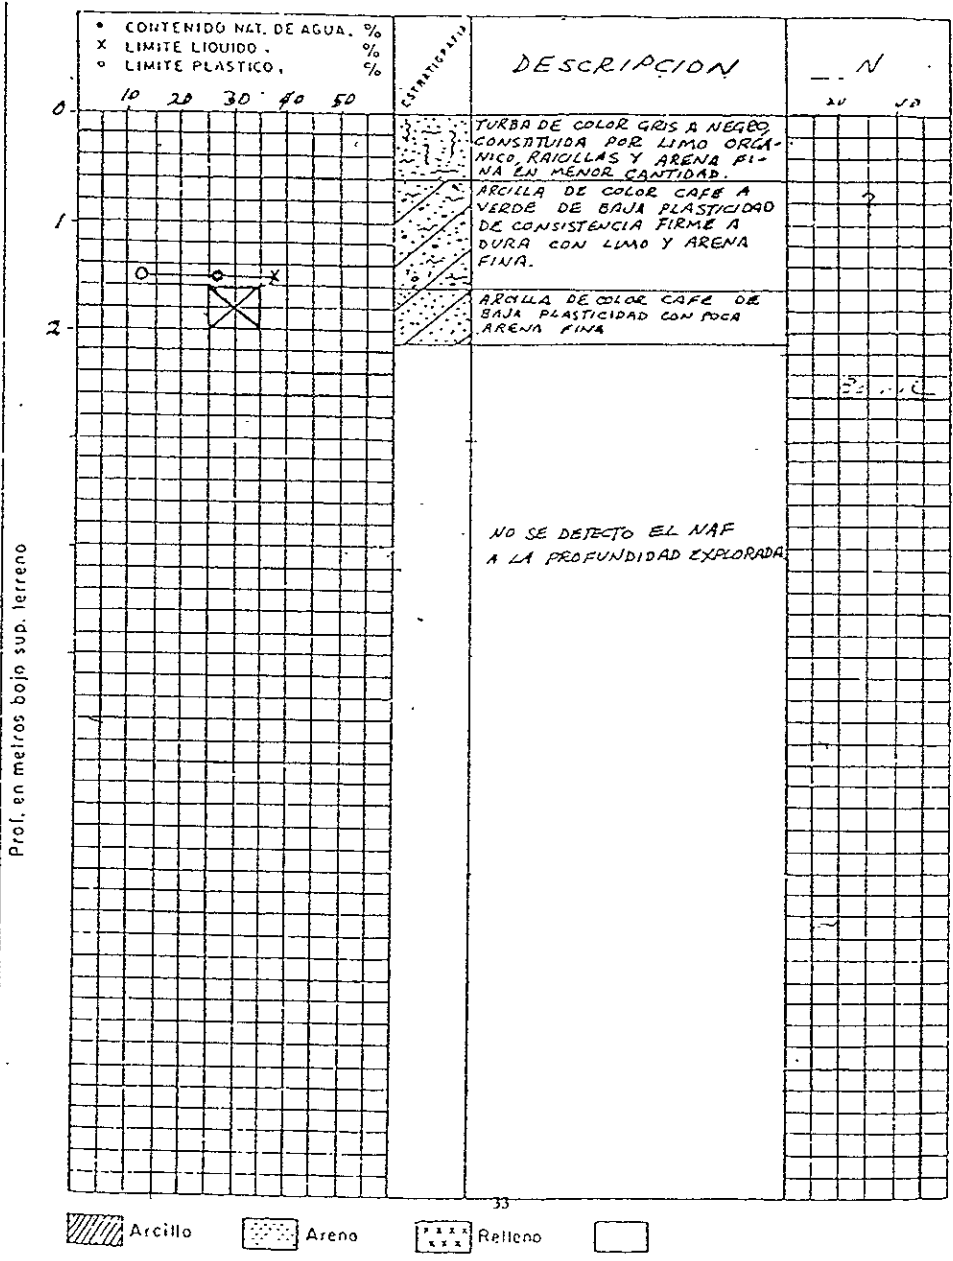 • CONTENIDO NAT. DE AGUA. %
x LIMITE LIQUIDO. %
o LIMITE PLASTICO. %
10 20 30 40 50
ESTRATIGRAFIA
DESCRIPCION
N
0
TURBA DE COLOR GRIS A NEGRO,
CONSTITUIDA POR LIMO ORGÁ-
NICO, RAICILLAS Y ARENA FI-
NA EN MENOR CANTIDAD.
ARCILLA DE COLOR CAFE A
VERDE DE BAJA PLASTICIDAD
DE CONSISTENCIA FIRME A
DURA CON LIMO Y ARENA
FINA.
1
?
ARCILLA DE COLOR CAFE DE
BAJA PLASTICIDAD CON POCA
ARENA FINA
2
NO SE DETECTO EL NAF
A LA PROFUNDIDAD EXPLORADA
Prof. en metros bajo sup. terreno
33
Arcilla
Arena
Relleno